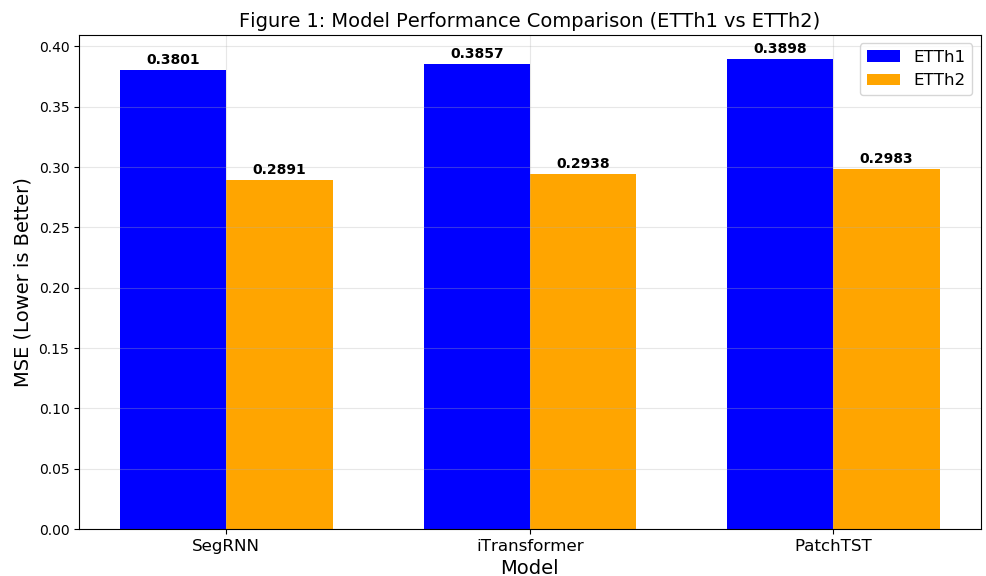 Figure 1: Model Performance Comparison (ETTh1 vs ETTh2)
MSE (Lower is Better)
0.40
0.35
0.30
0.25
0.20
0.15
0.10
0.05
0.00
0.3801
0.2891
0.3857
0.2938
0.3898
0.2983
ETTh1
ETTh2
SegRNN
iTransformer
PatchTST
Model